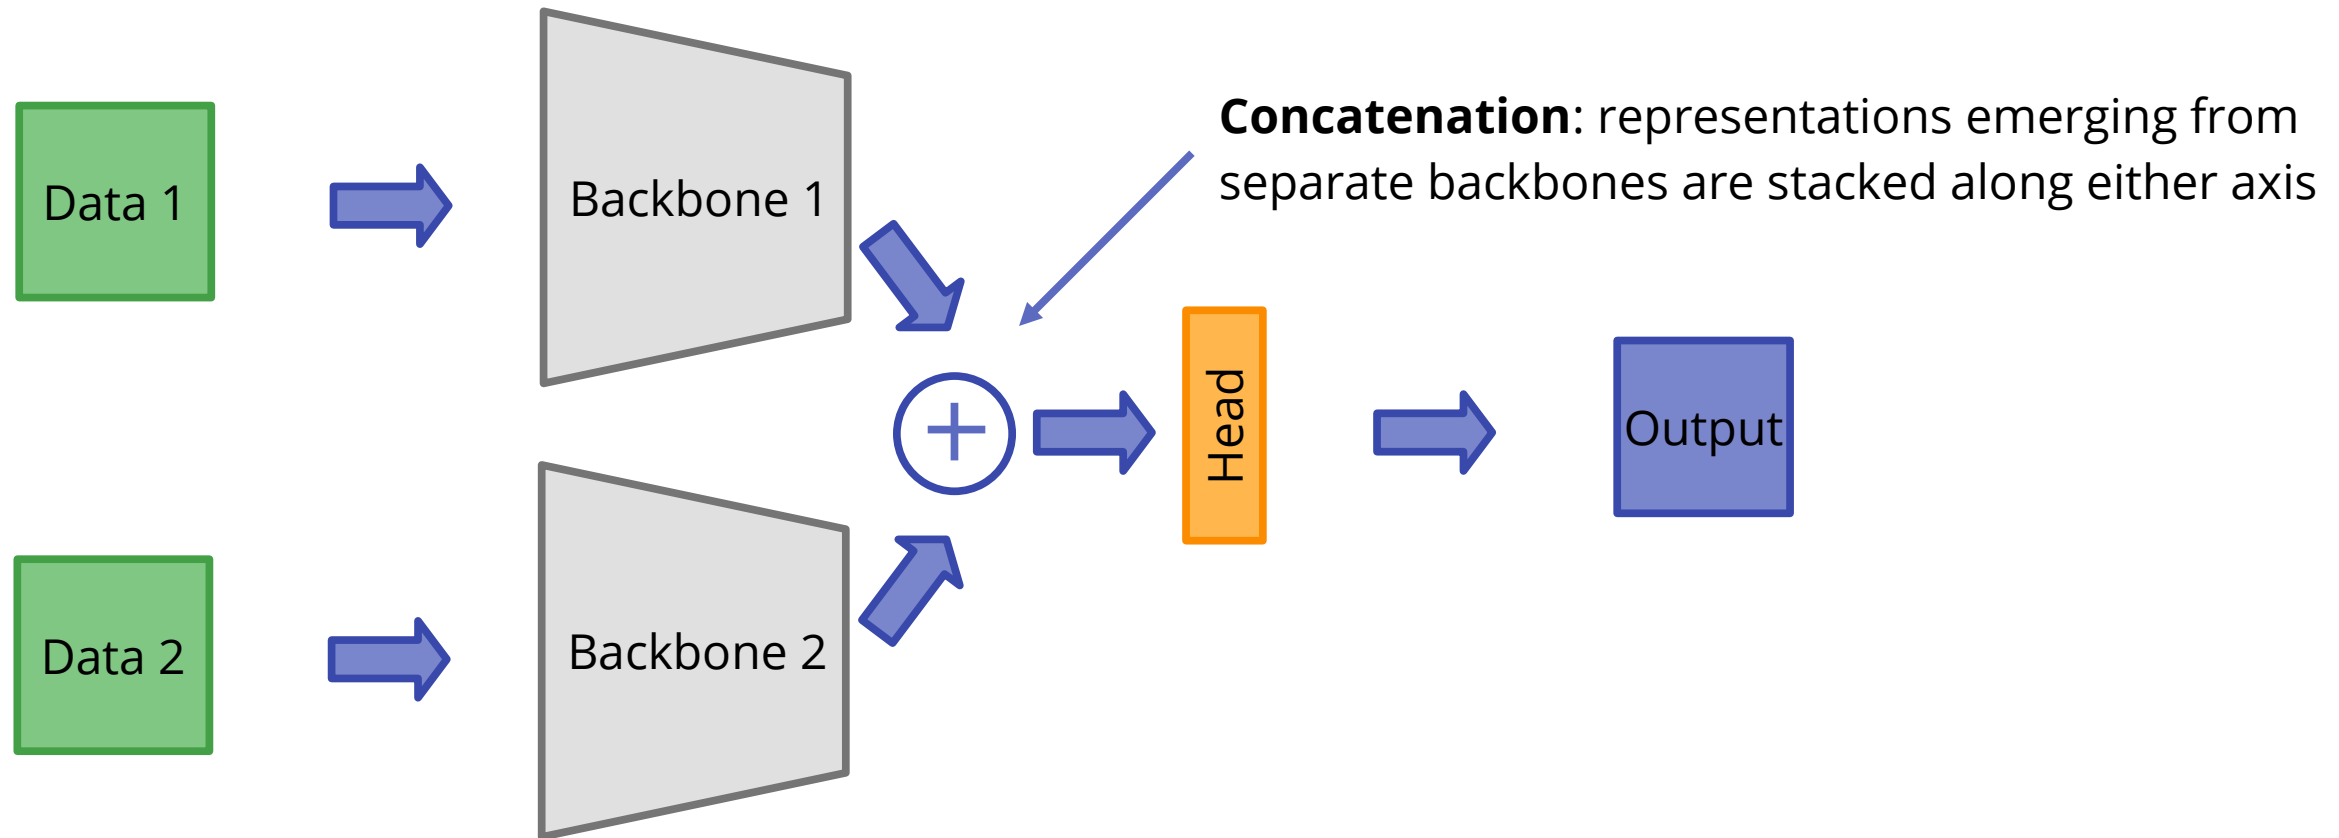 Data 1
Backbone 1
Concatenation: representations emerging from
separate backbones are stacked along either axis
+
Head
Output
Data 2
Backbone 2